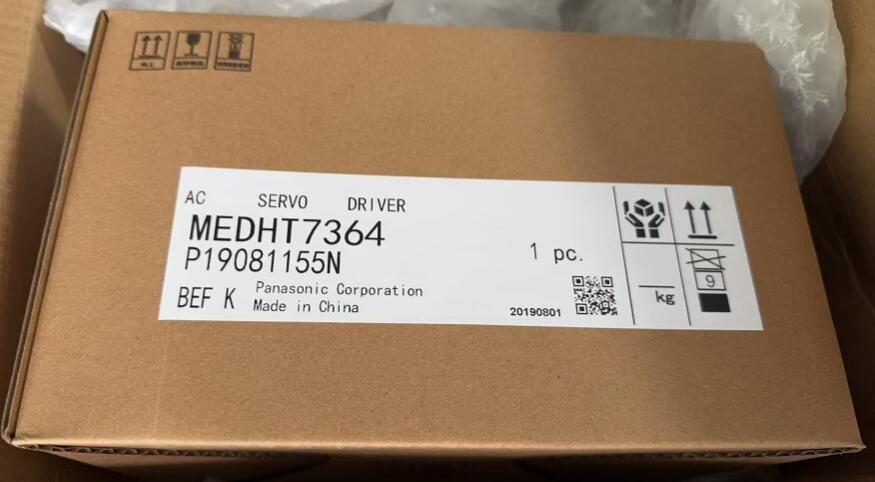 AC SERVO DRIVER
MEDHT7364
P19081155N
1 pc.
BEF K
Panasonic Corporation
Made in China
20190801
kg
9